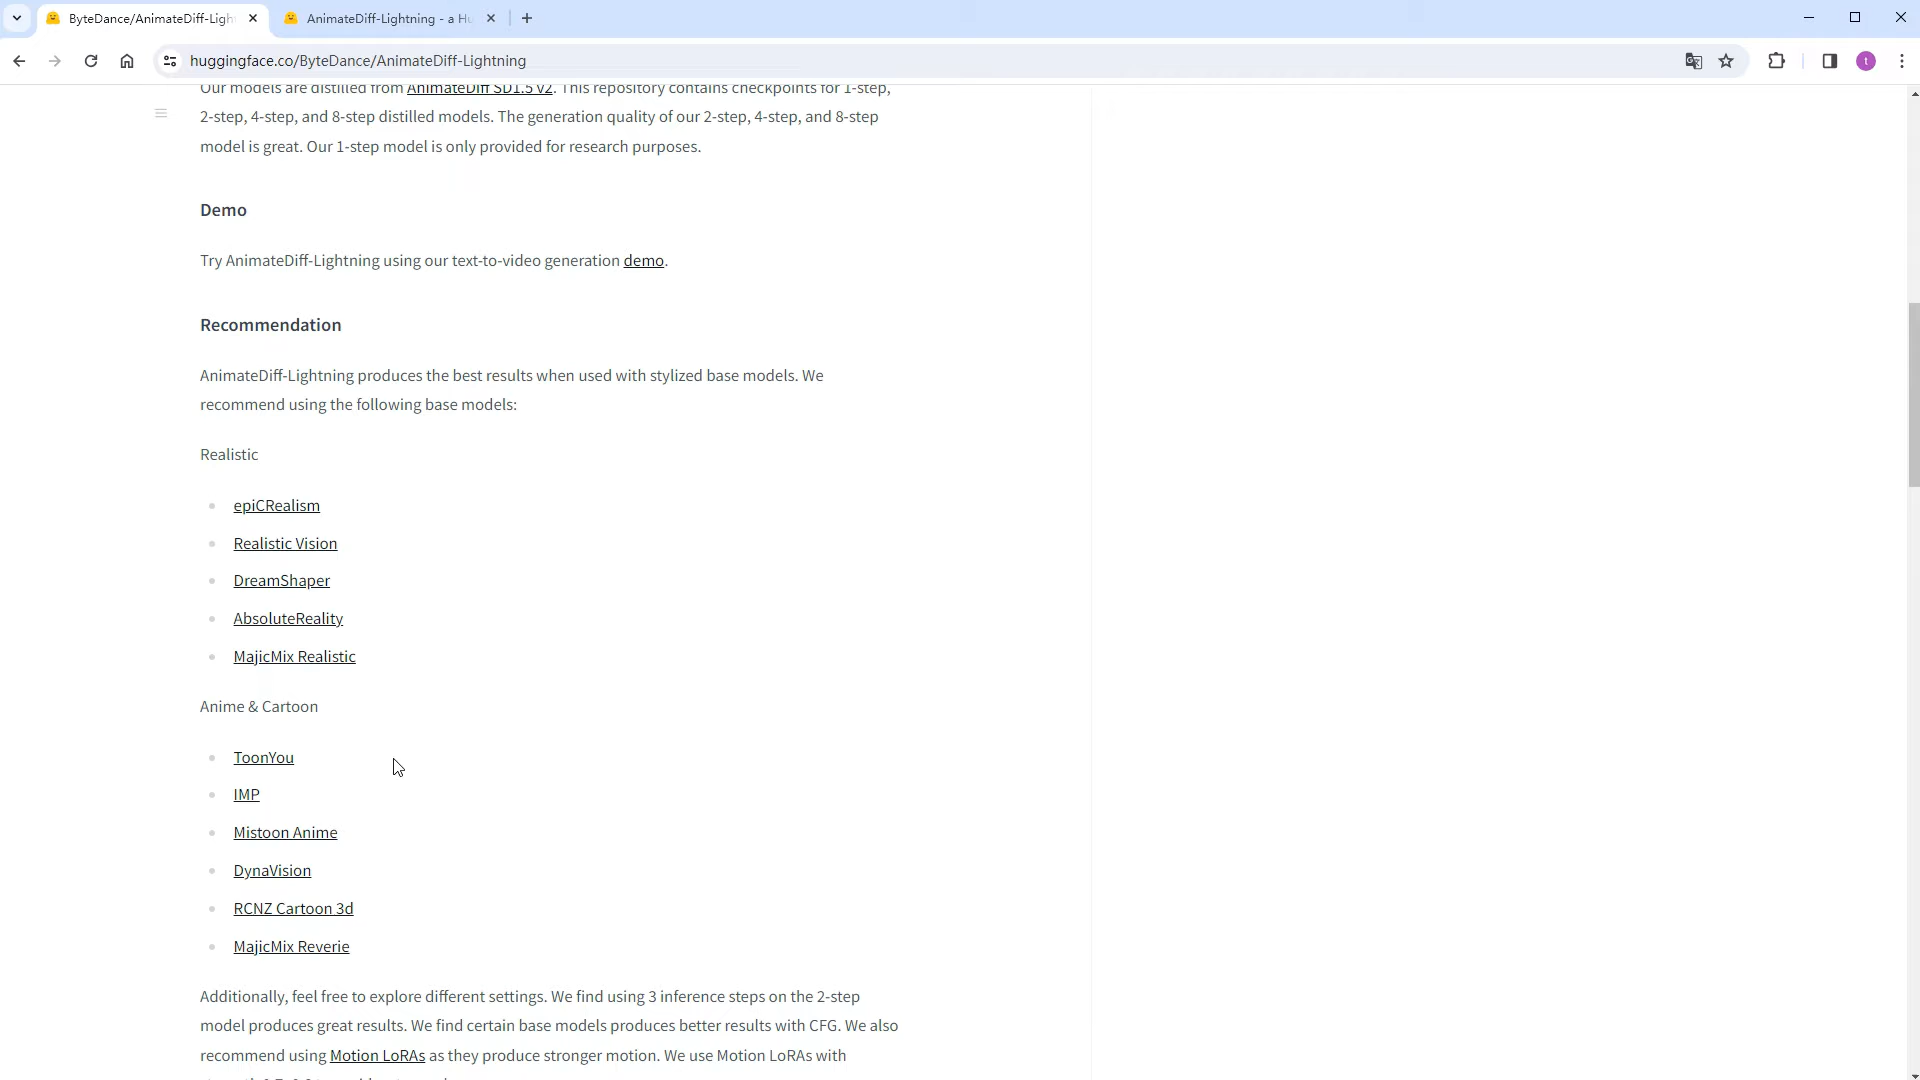 ByteDance/AnimateDiff-Ligh
AnimateDiff-Lightning - a Hu
huggingface.co/ByteDance/AnimateDiff-Lightning
t
Our models are distilled from AnimateDiff SD1.5 v2. This repository contains checkpoints for 1-step,
2-step, 4-step, and 8-step distilled models. The generation quality of our 2-step, 4-step, and 8-step
model is great. Our 1-step model is only provided for research purposes.
Demo
Try AnimateDiff-Lightning using our text-to-video generation demo.
Recommendation
AnimateDiff-Lightning produces the best results when used with stylized base models. We
recommend using the following base models:
Realistic
epiCRealism
Realistic Vision
DreamShaper
AbsoluteReality
MajicMix Realistic
Anime & Cartoon
ToonYou
IMP
Mistoon Anime
DynaVision
RCNZ Cartoon 3d
MajicMix Reverie
Additionally, feel free to explore different settings. We find using 3 inference steps on the 2-step
model produces great results. We find certain base models produces better results with CFG. We also
recommend using Motion LoRAs as they produce stronger motion. We use Motion LoRAs with